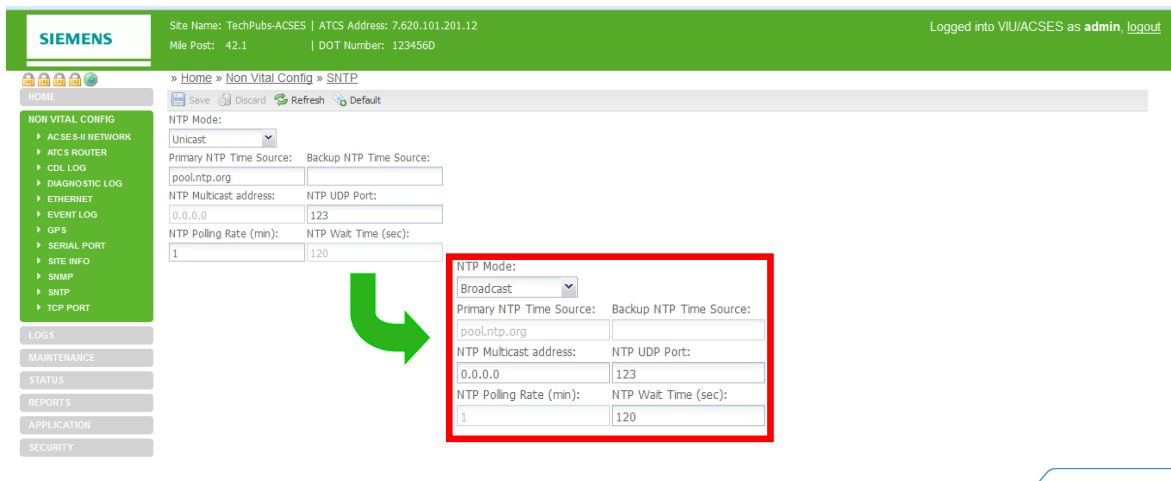 SIEMENS
Site Name: TechPubs-ACSES | ATCS Address: 7.620.101.201.12
Mile Post: 42.1 | DOT Number: 123456D
Logged into VIU/ACSES as admin, logout
» Home » Non Vital Config » SNTP
HOME
Save Discard Refresh Default
NON VITAL CONFIG
ACSES-II NETWORK
ATCS ROUTER
CDL LOG
DIAGNOSTIC LOG
ETHERNET
EVENT LOG
GPS
SERIAL PORT
SITE INFO
SNMP
SNTP
TCP PORT
LOGS
MAINTENANCE
STATUS
REPORTS
APPLICATION
SECURITY
NTP Mode:
Unicast
Primary NTP Time Source: Backup NTP Time Source:
pool.ntp.org
NTP Multicast address: NTP UDP Port:
0.0.0.0 123
NTP Polling Rate (min): NTP Wait Time (sec):
1 120
NTP Mode:
Broadcast
Primary NTP Time Source: Backup NTP Time Source:
pool.ntp.org
NTP Multicast address: NTP UDP Port:
0.0.0.0 123
NTP Polling Rate (min): NTP Wait Time (sec):
1 120